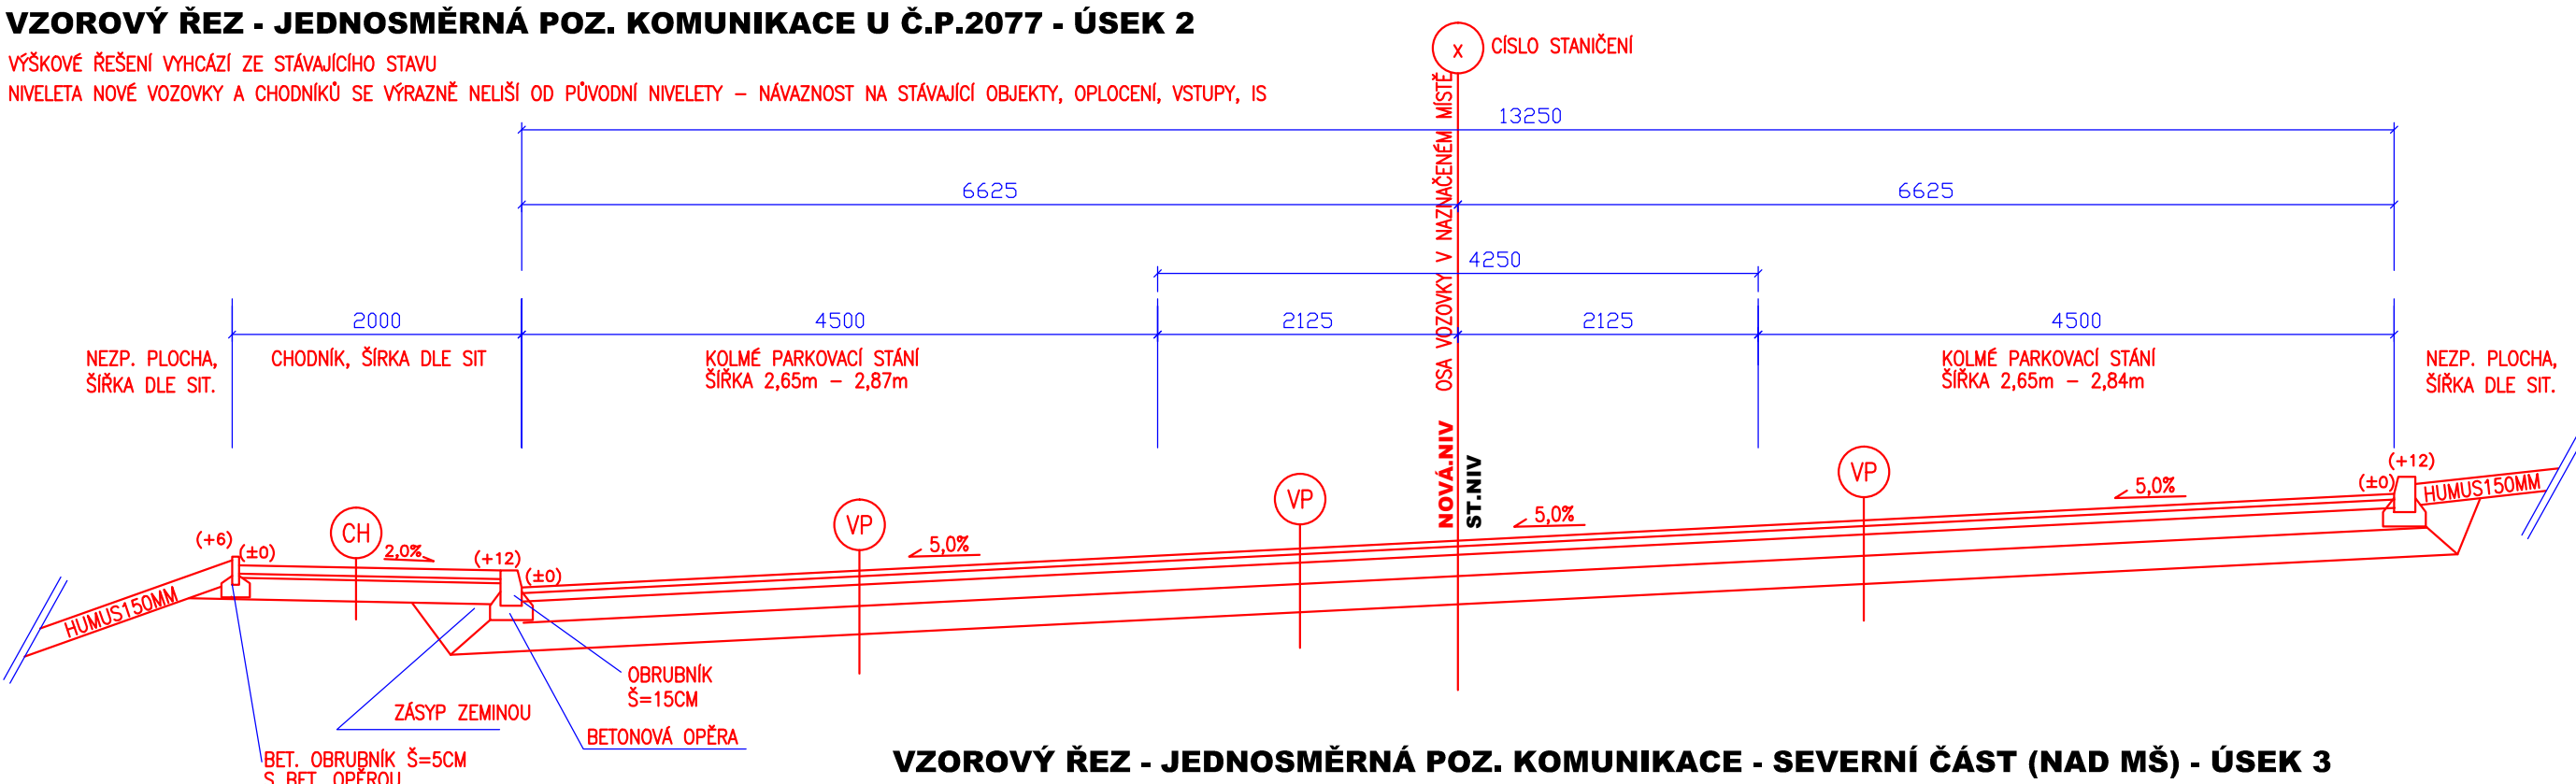 VZOROVÝ ŘEZ - JEDNOSMĚRNÁ POZ. KOMUNIKACE U Č.P.2077 - ÚSEK 2
VÝŠKOVÉ ŘEŠENÍ VYHCÁZÍ ZE STÁVAJÍCÍHO STAVU
NIVELETA NOVÉ VOZOVKY A CHODNÍKŮ SE VÝRAZNĚ NELIŠÍ OD PŮVODNÍ NIVELETY – NÁVAZNOST NA STÁVAJÍCÍ OBJEKTY, OPLOCENÍ, VSTUPY, IS
x
CÍSLO STANIČENÍ
13250
6625
6625
4250
2000
4500
2125
2125
4500
NEZP. PLOCHA,
ŠÍŘKA DLE SIT.
CHODNÍK, ŠÍRKA DLE SIT
KOLMÉ PARKOVACÍ STÁNÍ
ŠÍŘKA 2,65m – 2,87m
OSA VOZOVKY V NAZNAČENÉM MÍSTĚ
KOLMÉ PARKOVACÍ STÁNÍ
ŠÍŘKA 2,65m – 2,84m
NEZP. PLOCHA,
ŠÍŘKA DLE SIT.
NOVÁ.NIV
ST.NIV
(+6)
(±0)
CH
2,0%
(+12)
(±0)
VP
5,0%
VP
5,0%
VP
5,0%
(±0)
(+12)
HUMUS150MM
HUMUS150MM
OBRUBNÍK
Š=15CM
ZÁSYP ZEMINOU
BETONOVÁ OPĚRA
BET. OBRUBNÍK Š=5CM
S BET. OPĚROU
VZOROVÝ ŘEZ - JEDNOSMĚRNÁ POZ. KOMUNIKACE - SEVERNÍ ČÁST (NAD MŠ) - ÚSEK 3